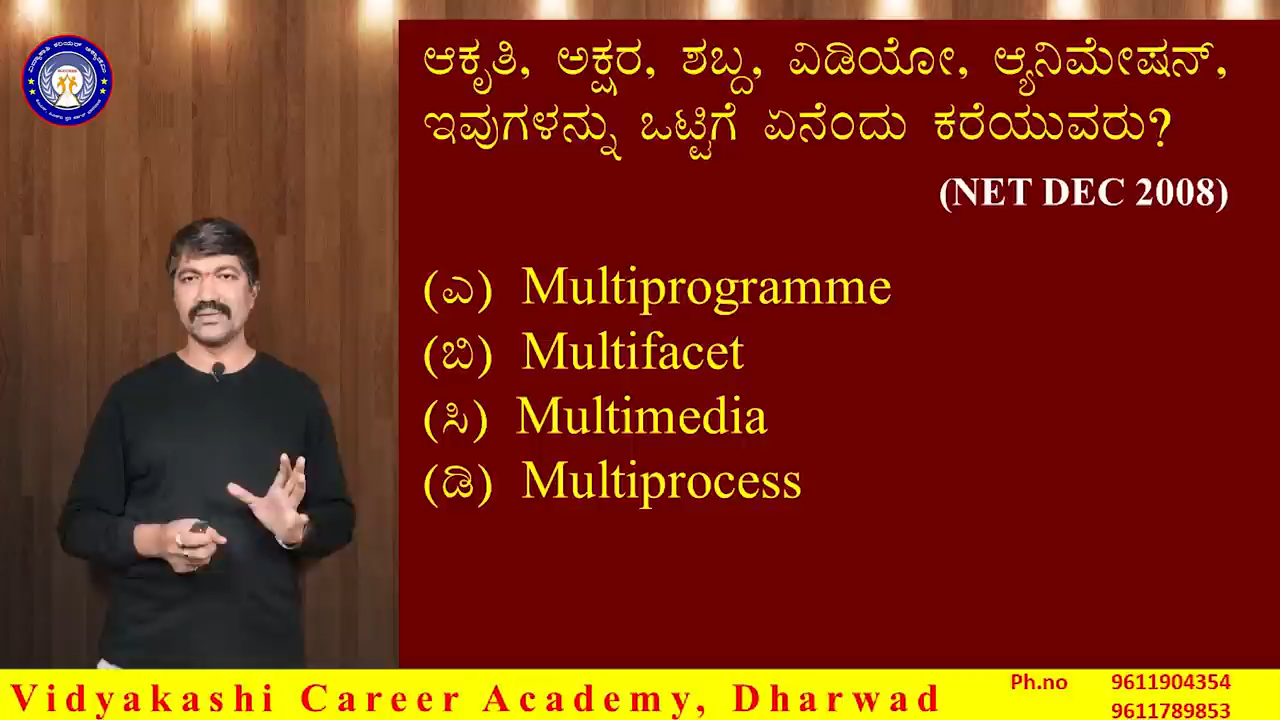 ಆಕೃತಿ, ಅಕ್ಷರ, ಶಬ್ದ, ವಿಡಿಯೋ, ಆ್ಯನಿಮೇಷನ್,
ಇವುಗಳನ್ನು ಒಟ್ಟಿಗೆ ಏನೆಂದು ಕರೆಯುವರು?
(NET DEC 2008)
(ಎ) Multiprogramme
(ಬಿ) Multifacet
(ಸಿ) Multimedia
(ಡಿ) Multiprocess
Vidyakashi Career Academy, Dharwad
Ph.no 9611904354
9611789853